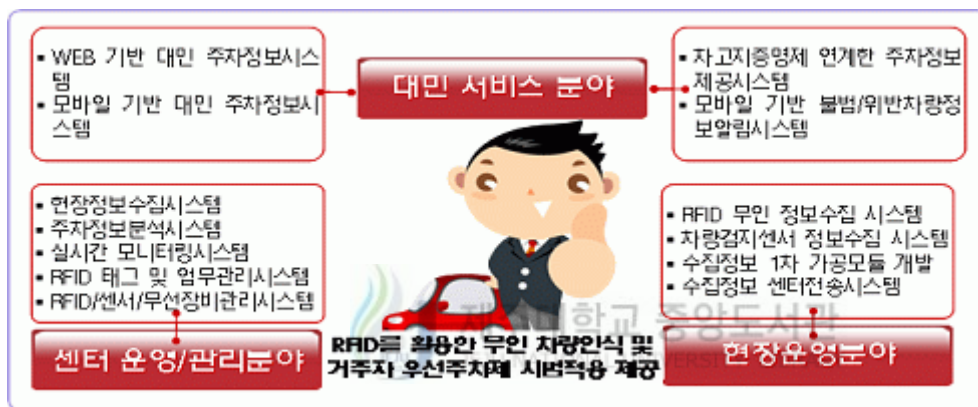 ▪ WEB 기반 대민 주차정보시스
템
▪ 모바일 기반 대민 주차정보시
스템
대민 서비스 분야
▪ 차고지증명제 연계한 주차정보
제공시스템
▪ 모바일 기반 불법/위반차량정
보알림시스템
▪ 현장정보수집시스템
▪ 주차정보분석시스템
▪ 실시간 모니터링시스템
▪ RFID 태그 및 업무관리시스템
▪ RFID/센서/무선장비관리시스템
센터 운영/관리분야
▪ RFID 무인 정보수집 시스템
▪ 차량검지센서 정보수집 시스템
▪ 수집정보 1차 가공모듈 개발
▪ 수집정보 센터전송시스템
현장운영분야
RFID를 활용한 무인 차량인식 및
거주자 우선주차제 시범적용 제공
대학교 중앙도서관